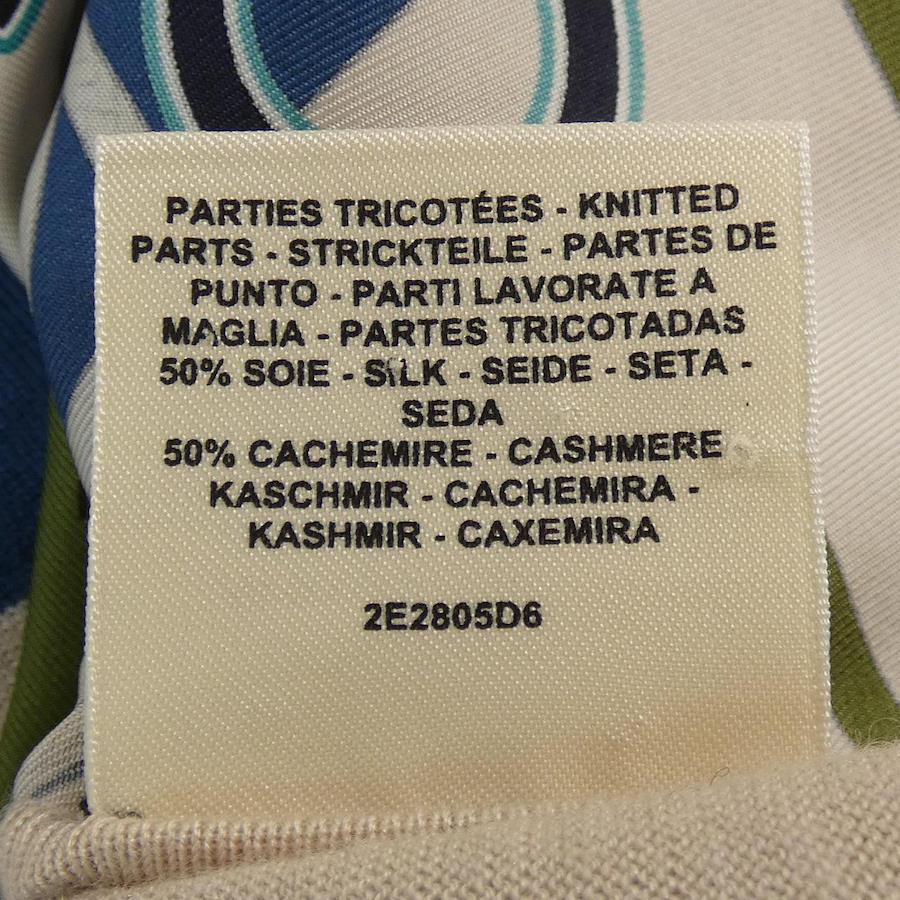 PARTIES TRICOTÉES - KNITTED
PARTS - STRICKTEILE - PARTES DE
PUNTO - PARTI LAVORATE A
MAGLIA - PARTES TRICOTADAS
50% SOIE - SILK - SEIDE - SETA -
SEDA
50% CACHEMIRE - CASHMERE
KASCHMIR - CACHEMIRA -
KASHMIR - CAXEMIRA
2E2805D6